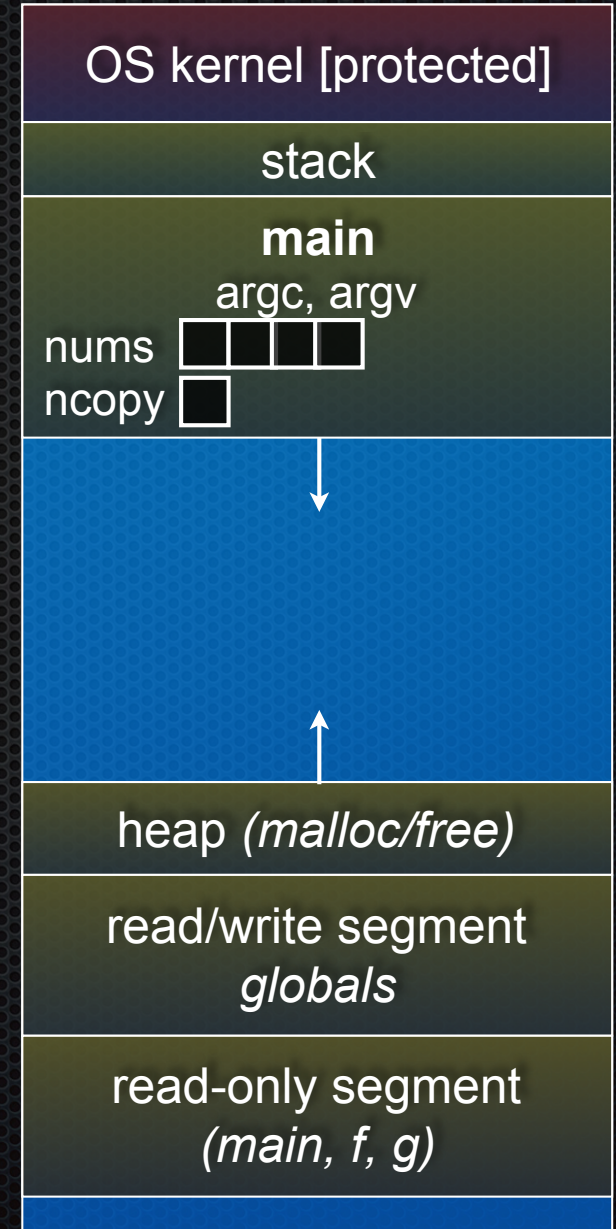 OS kernel [protected]
stack
main
argc, argv
nums
ncopy
heap (malloc/free)
read/write segment
globals
read-only segment
(main, f, g)